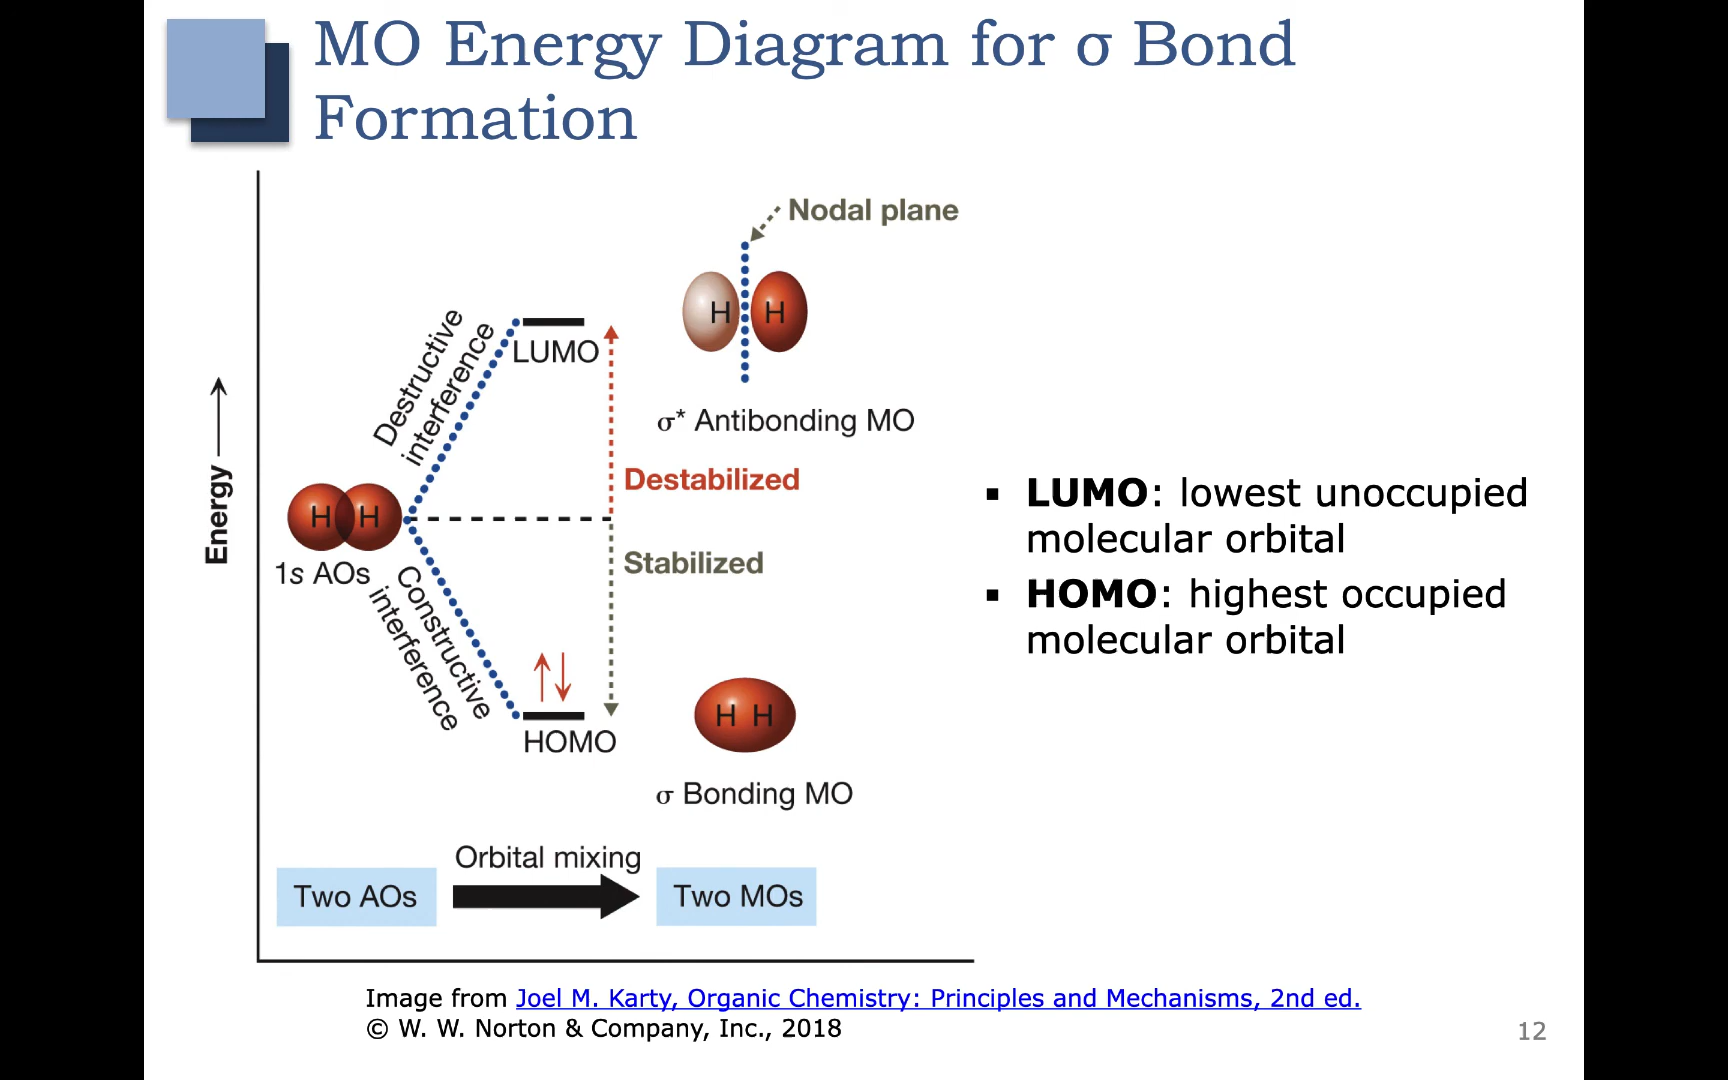 MO Energy Diagram for σ Bond
Formation
Nodal plane
H H
Destructive
interference
LUMO
σ* Antibonding MO
Destabilized
Energy
H H
1s AOs
Stabilized
Constructive
interference
HOMO
H H
σ Bonding MO
Orbital mixing
Two AOs
Two MOs
▪ LUMO: lowest unoccupied
molecular orbital
▪ HOMO: highest occupied
molecular orbital
Image from Joel M. Karty, Organic Chemistry: Principles and Mechanisms, 2nd ed.
© W. W. Norton & Company, Inc., 2018
12